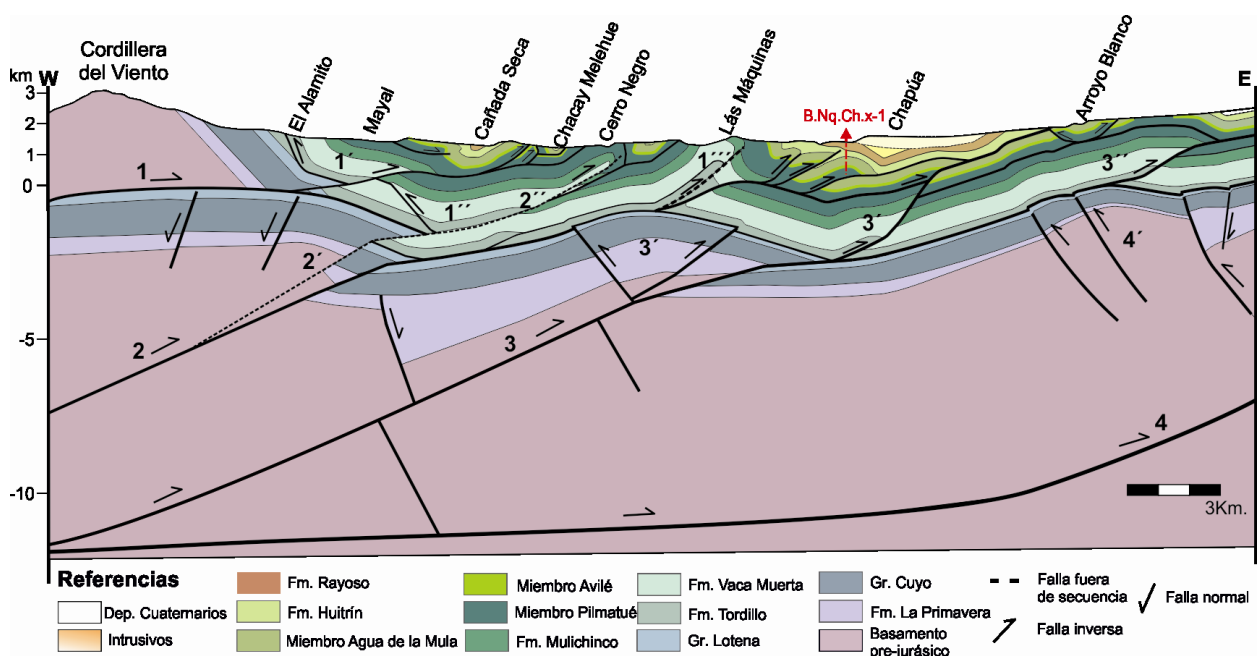 Cordillera
del Viento
km W
E
El Alamito
Mayal
Cañada Seca
Chacay Melehue
Cerro Negro
Lás Máquinas
B.Nq.Ch.x-1
Chapúa
Arroyo Blanco
3
2
1
0
-5
-10
1
1´
1´´
1´´´
2
2´
2´´
3
3´
3´
3´´
4
4´
3Km.
Referencias
Dep. Cuaternarios
Intrusivos
Fm. Rayoso
Fm. Huitrín
Miembro Agua de la Mula
Miembro Avilé
Miembro Pilmatué
Fm. Mulichinco
Fm. Vaca Muerta
Fm. Tordillo
Gr. Lotena
Gr. Cuyo
Fm. La Primavera
Basamento
pre-jurásico
Falla fuera
de secuencia
Falla inversa
Falla normal